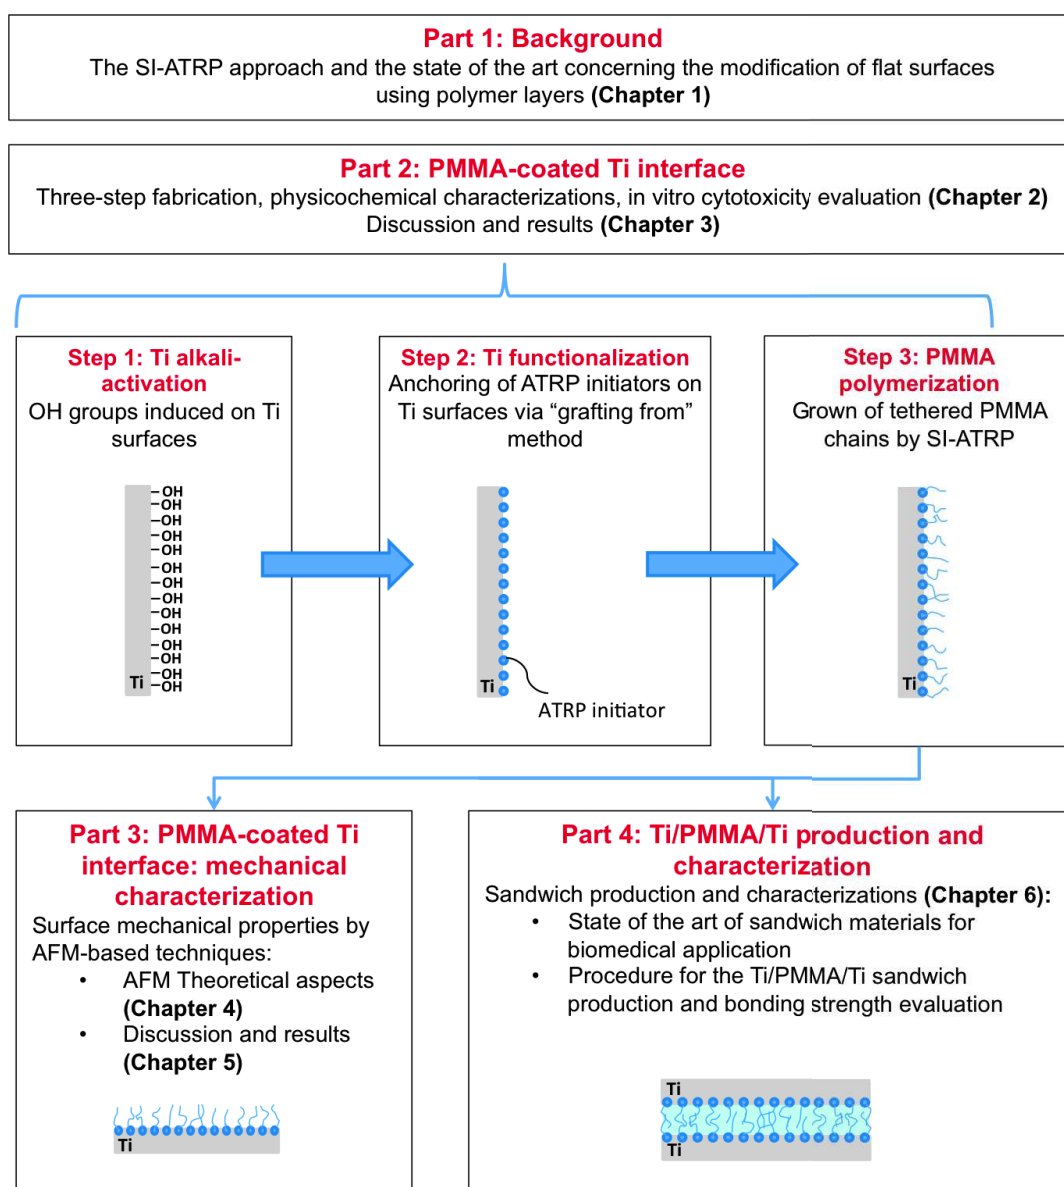 Part 1: Background
The SI-ATRP approach and the state of the art concerning the modification of flat surfaces
using polymer layers (Chapter 1)
Part 2: PMMA-coated Ti interface
Three-step fabrication, physicochemical characterizations, in vitro cytotoxicity evaluation (Chapter 2)
Discussion and results (Chapter 3)
Step 1: Ti alkali-
activation
OH groups induced on Ti
surfaces
OH
OH
OH
OH
OH
OH
OH
OH
OH
OH
OH
OH
OH
OH
Ti
Step 2: Ti functionalization
Anchoring of ATRP initiators on
Ti surfaces via “grafting from”
method
Ti
ATRP initiator
Step 3: PMMA
polymerization
Grown of tethered PMMA
chains by SI-ATRP
Ti
Part 3: PMMA-coated Ti
interface: mechanical
characterization
Surface mechanical properties by
AFM-based techniques:
• AFM Theoretical aspects
(Chapter 4)
• Discussion and results
(Chapter 5)
Ti
Part 4: Ti/PMMA/Ti production and
characterization
Sandwich production and characterizations (Chapter 6):
• State of the art of sandwich materials for
biomedical application
• Procedure for the Ti/PMMA/Ti sandwich
production and bonding strength evaluation
Ti
Ti